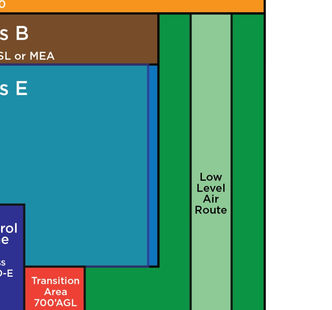 0
s B
SL or MEA
s E
Low
Level
Air
Route
rol
e
s
-E
Transition
Area
700'AGL